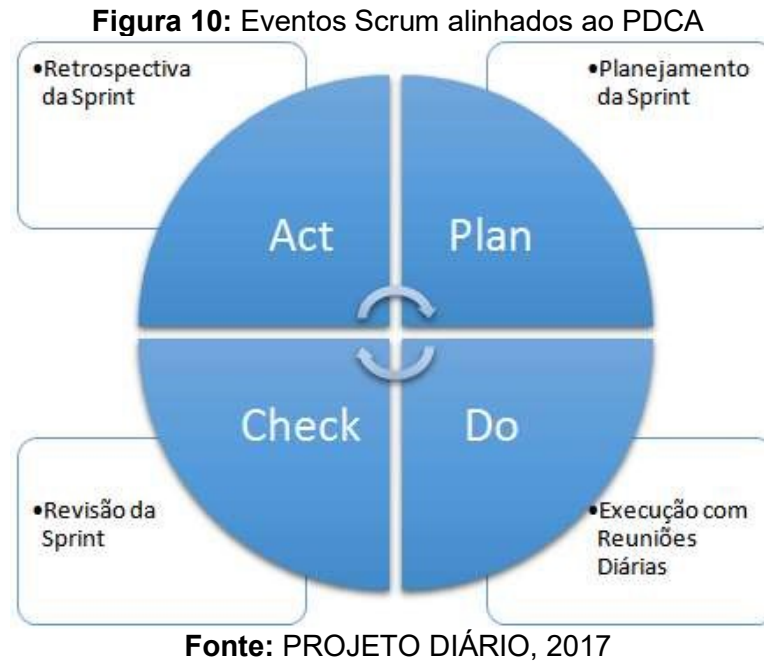 Figura 10: Eventos Scrum alinhados ao PDCA
•Retrospectiva
da Sprint
•Planejamento
da Sprint
Act
Plan
Check
Do
•Revisão da
Sprint
•Execução com
Reuniões
Diárias
Fonte: PROJETO DIÁRIO, 2017